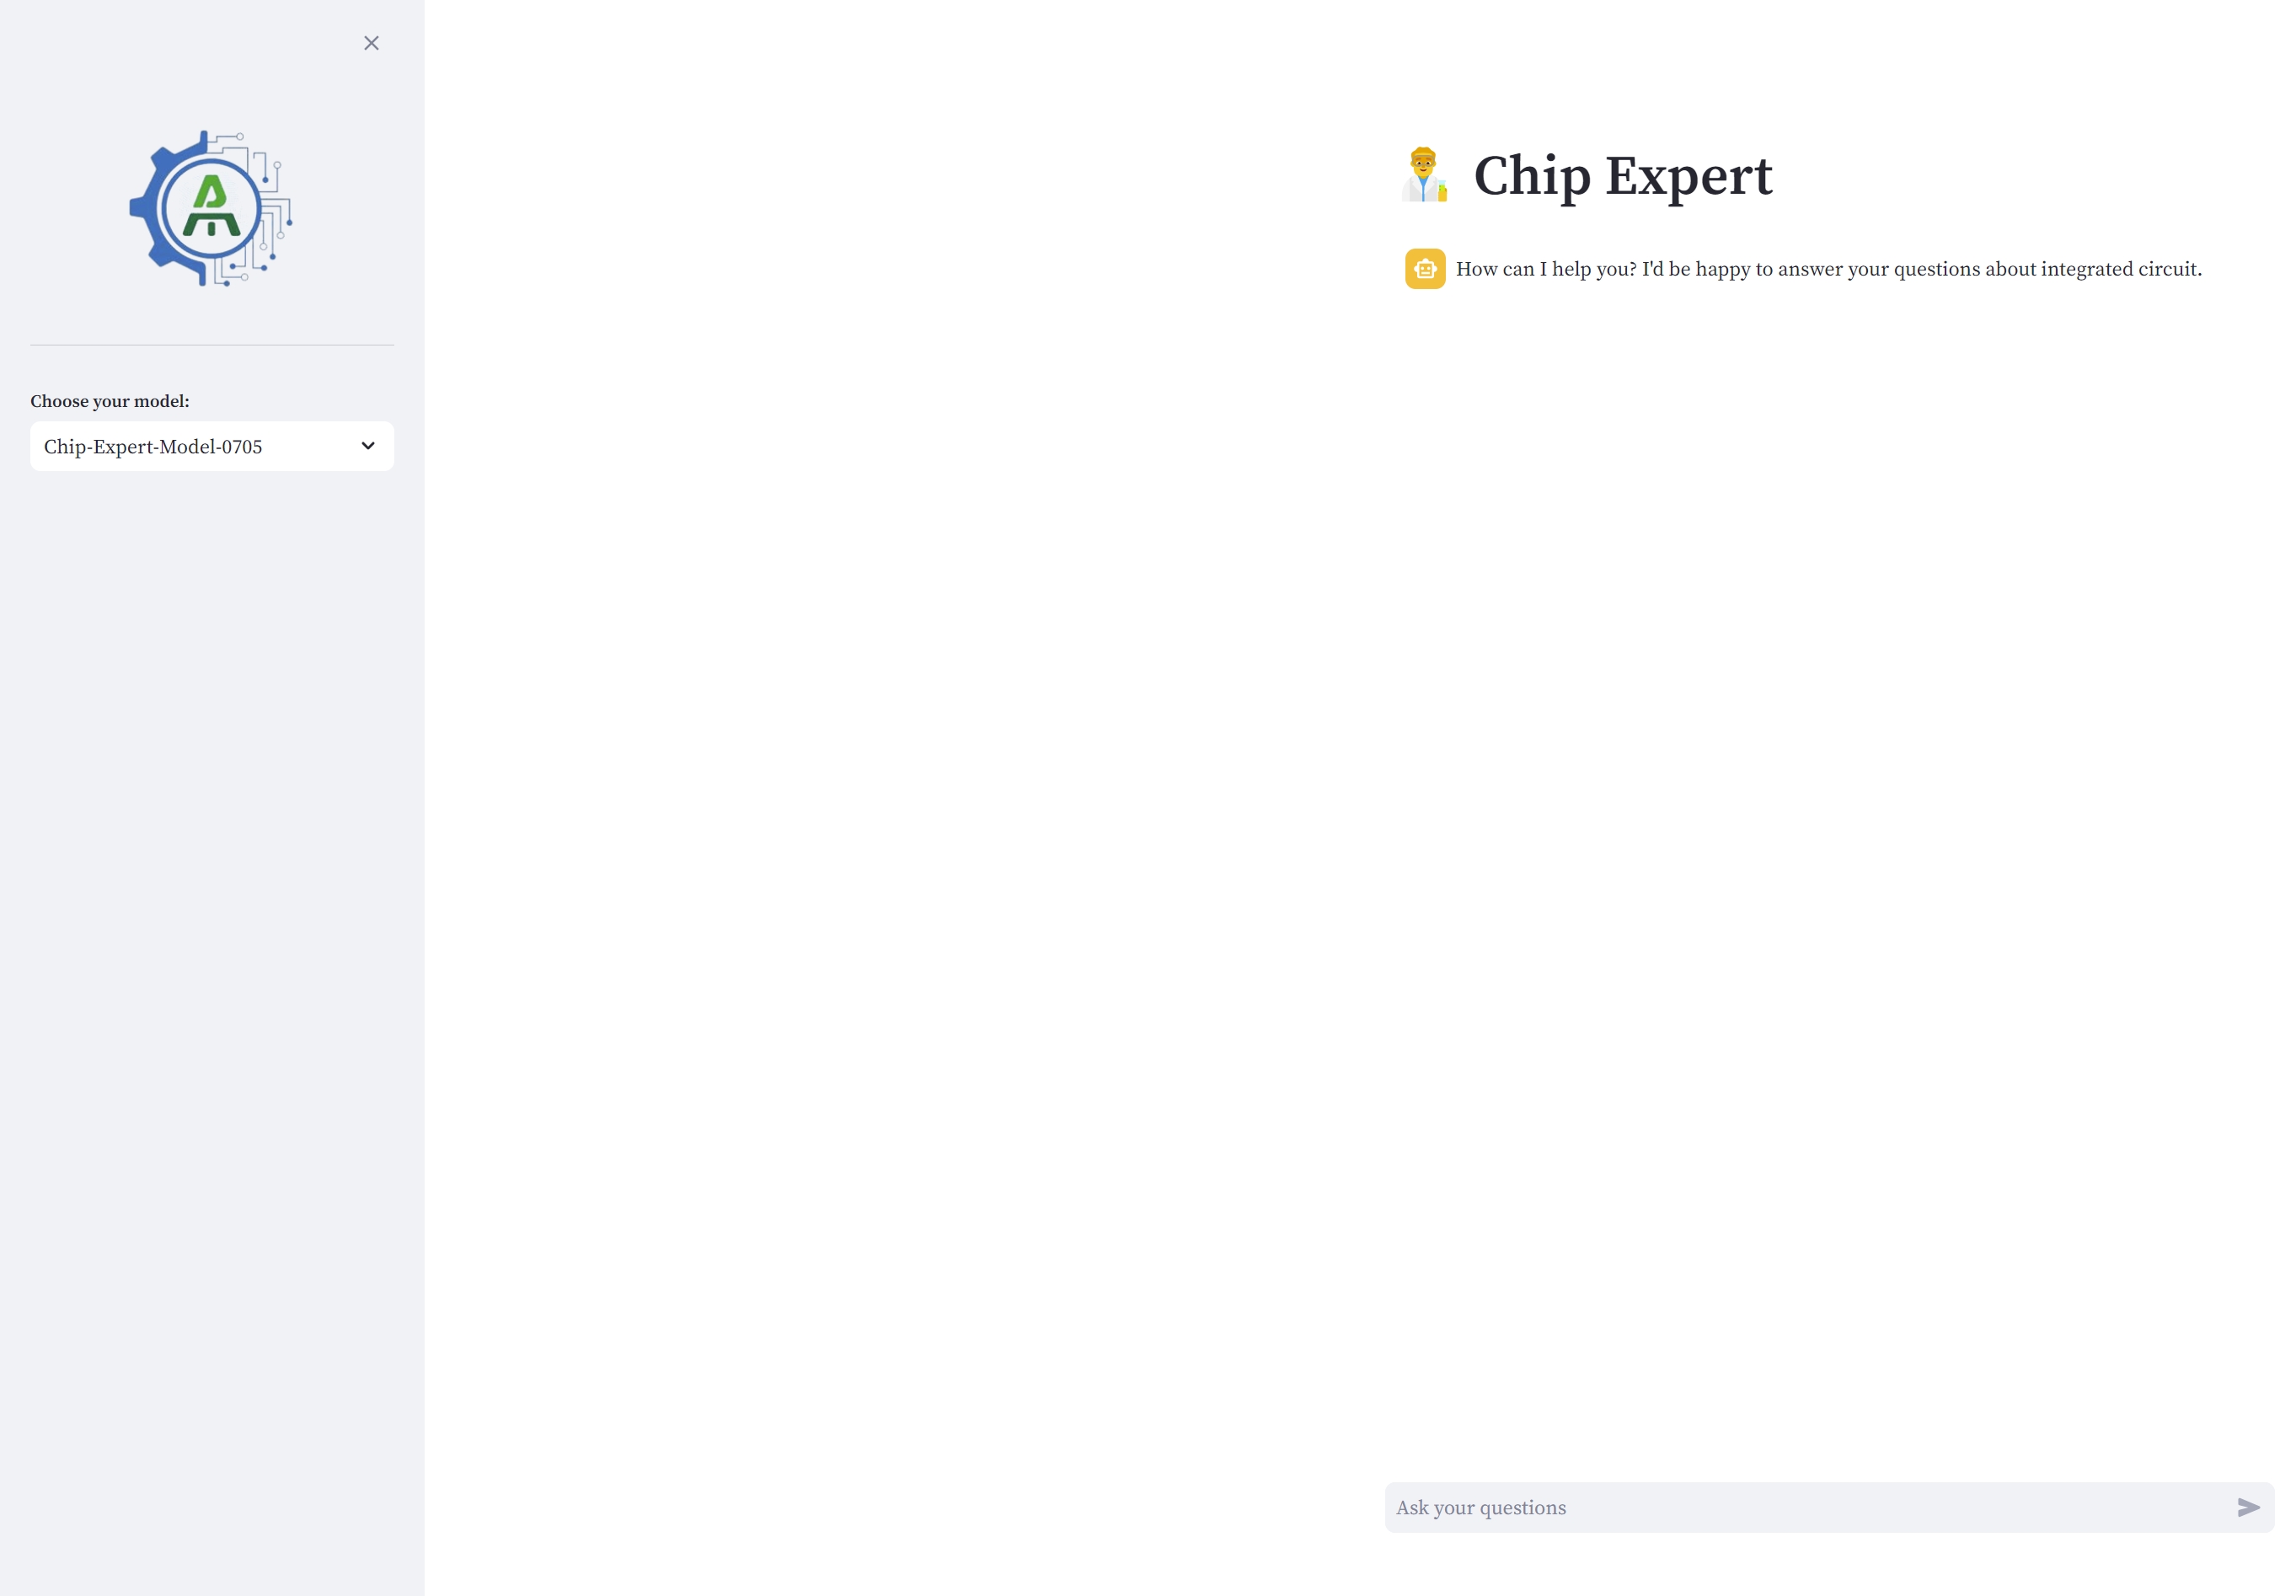 Choose your model:
Chip-Expert-Model-0705
Chip Expert
How can I help you? I'd be happy to answer your questions about integrated circuit.
Ask your questions